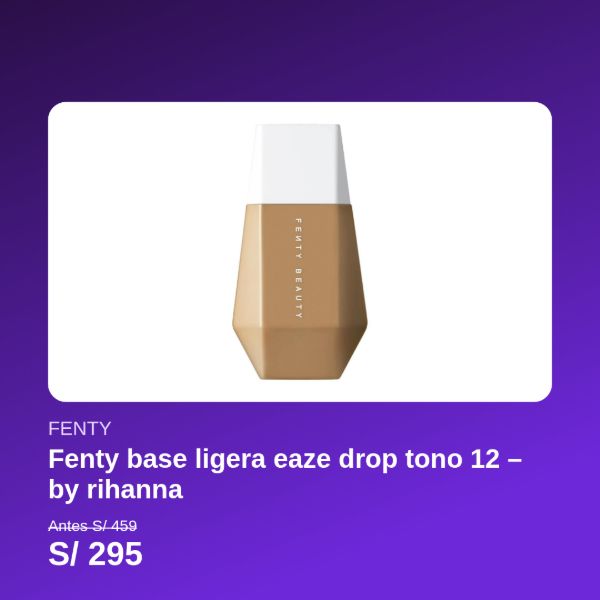 FENTY BEAUTY
FENTY
Fenty base ligera eaze drop tono 12 –
by rihanna
Antes S/ 459
S/ 295